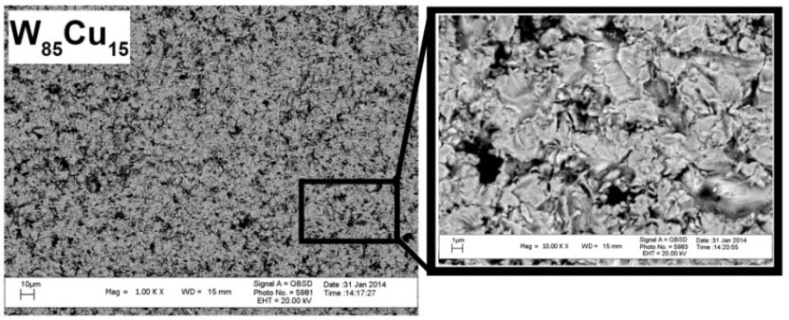 W85Cu15
10µm
Mag = 1.00 K X
WD = 15 mm
Signal A = QBSD
Photo No. = 5981
EHT = 20.00 kV
Date :31 Jan 2014
Time :14:17:27
1µm
Mag = 10.00 K X
WD = 15 mm
Signal A = QBSD
Photo No. = 5983
EHT = 20.00 kV
Date :31 Jan 2014
Time :14:20:55